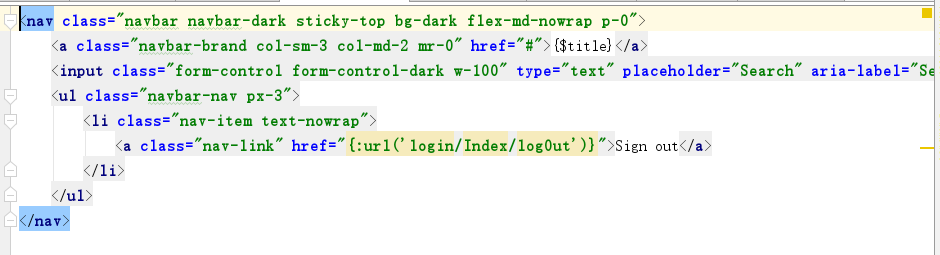 <nav class="navbar navbar-dark sticky-top bg-dark flex-md-nowrap p-0">
<a class="navbar-brand col-sm-3 col-md-2 mr-0" href="#">{$title}</a>
<input class="form-control form-control-dark w-100" type="text" placeholder="Search" aria-label="Se
<ul class="navbar-nav px-3">
<li class="nav-item text-nowrap">
<a class="nav-link" href="{:url('login/Index/logOut')}">Sign out</a>
</li>
</ul>
</nav>